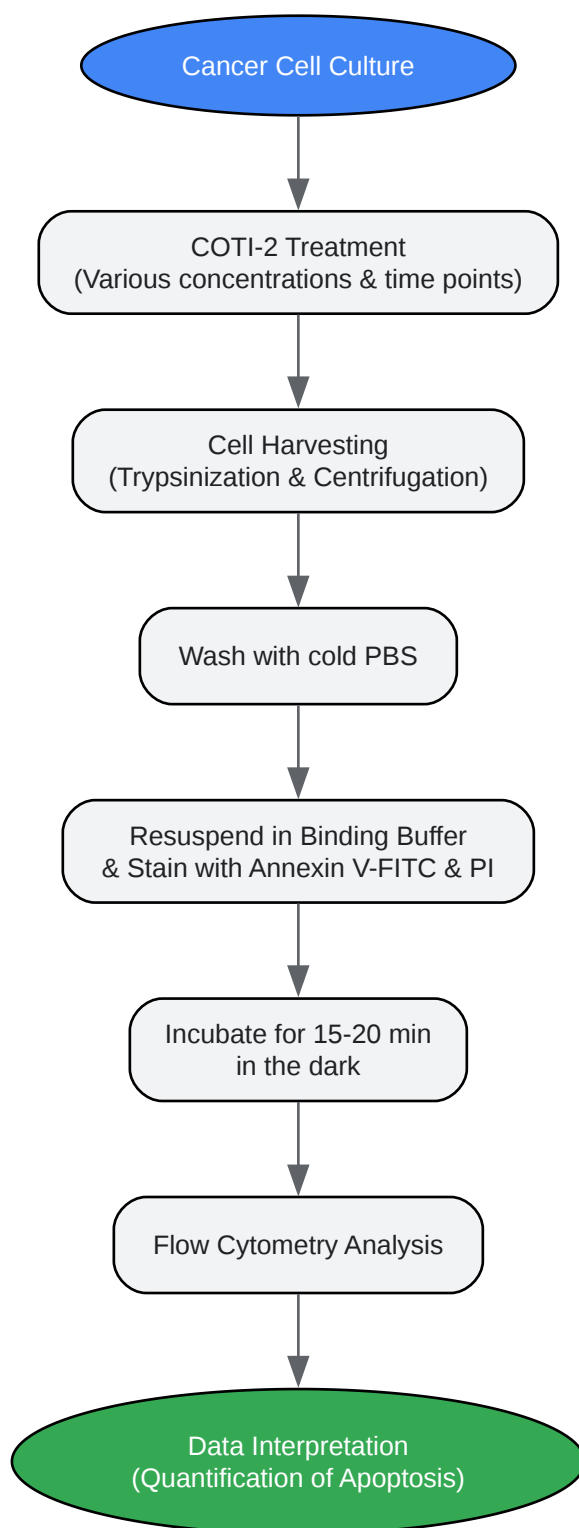 Cancer Cell Culture
COTI-2 Treatment
(Various concentrations & time points)
Cell Harvesting
(Trypsinization & Centrifugation)
Wash with cold PBS
Resuspend in Binding Buffer
& Stain with Annexin V-FITC & PI
Incubate for 15-20 min
in the dark
Flow Cytometry Analysis
Data Interpretation
(Quantification of Apoptosis)